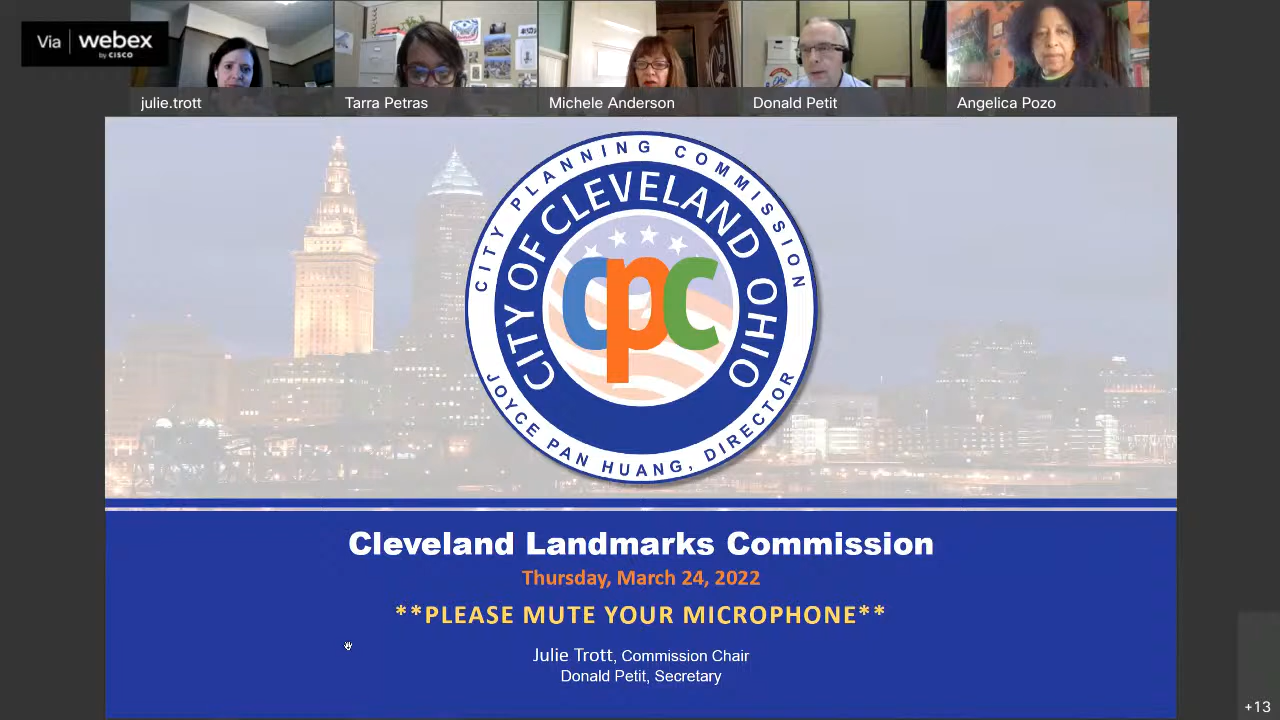 Via webex
by CISCO
julie.trott
Tarra Petras
Michele Anderson
Donald Petit
Angelica Pozo
CITY PLANNING COMMISSION
CITY OF CLEVELAND OHIO
cpc
JOYCE PAN HUANG, DIRECTOR
Cleveland Landmarks Commission
Thursday, March 24, 2022
**PLEASE MUTE YOUR MICROPHONE**
Julie Trott, Commission Chair
Donald Petit, Secretary
+13